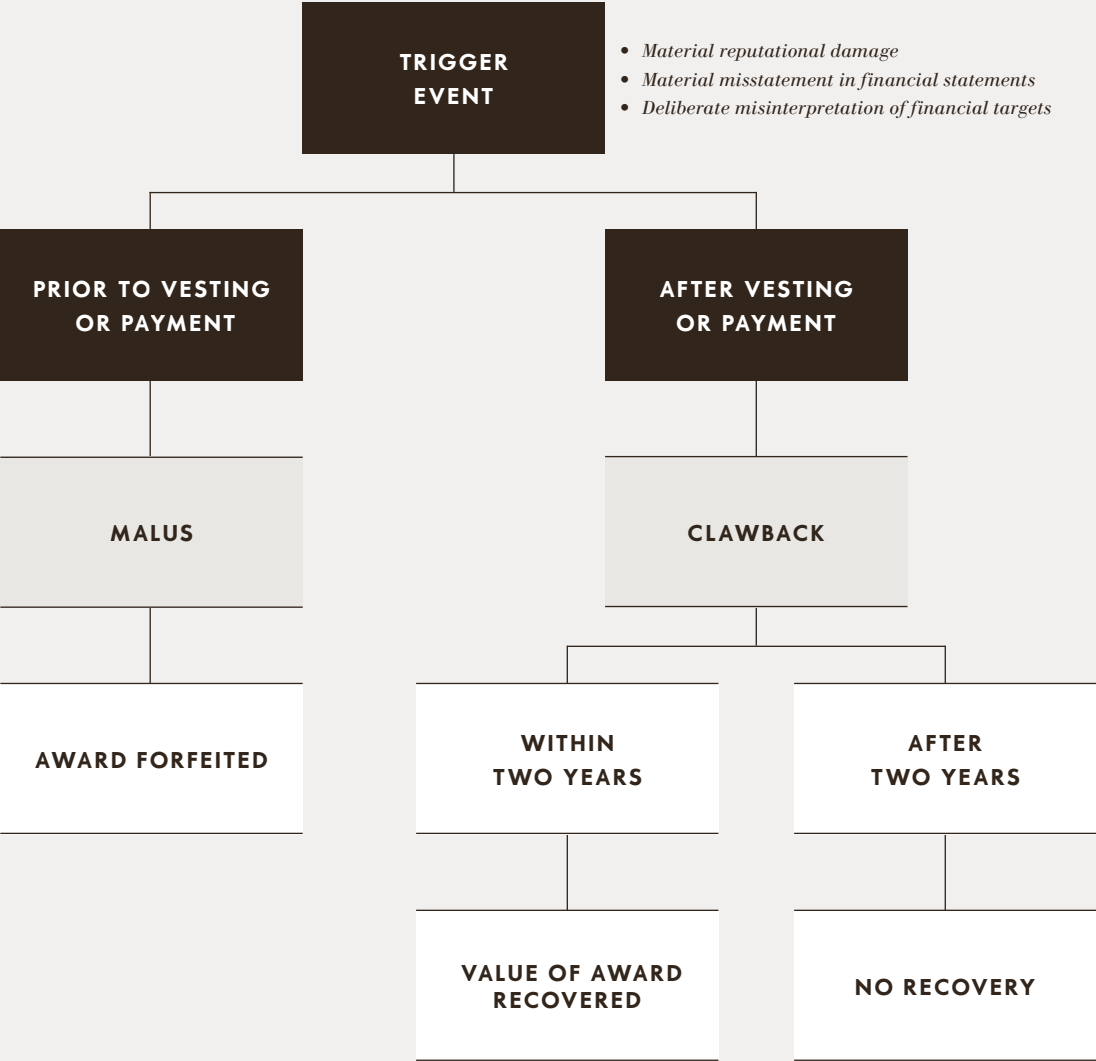 TRIGGER
EVENT
• Material reputational damage
• Material misstatement in financial statements
• Deliberate misinterpretation of financial targets
PRIOR TO VESTING
OR PAYMENT
AFTER VESTING
OR PAYMENT
MALUS
CLAWBACK
AWARD FORFEITED
WITHIN
TWO YEARS
AFTER
TWO YEARS
VALUE OF AWARD
RECOVERED
NO RECOVERY